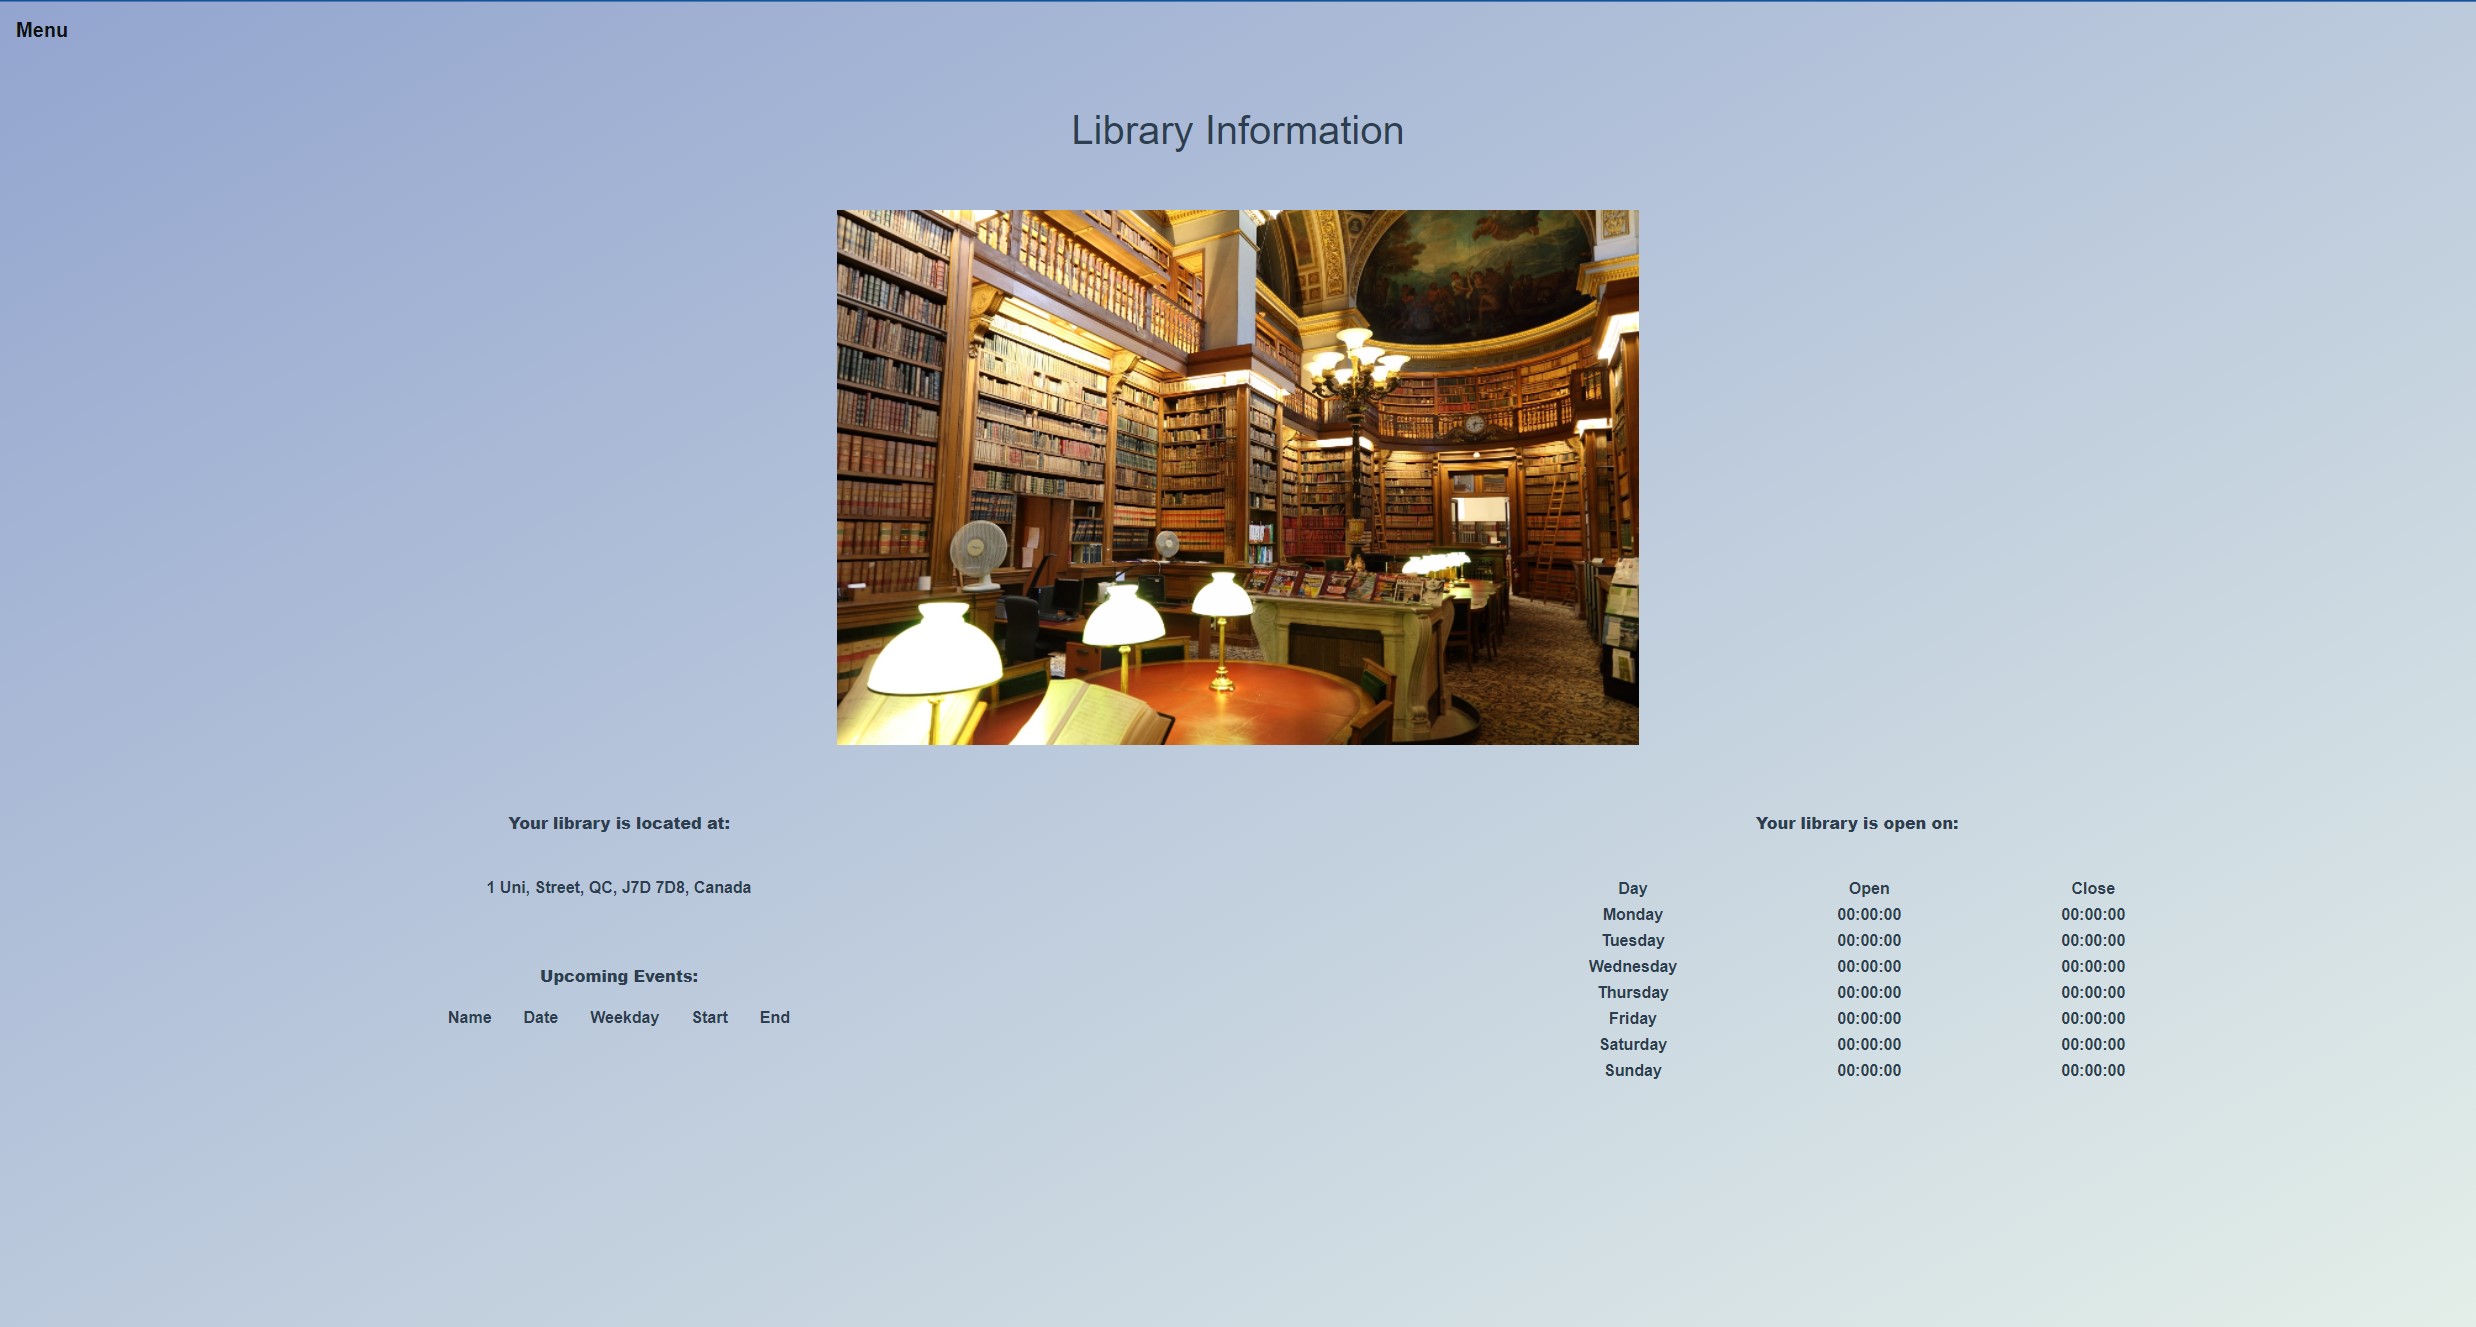 Menu
Library Information
Your library is located at:
1 Uni, Street, QC, J7D 7D8, Canada
Upcoming Events:
Name Date Weekday Start End
Your library is open on:
Day Open Close
Monday 00:00:00 00:00:00
Tuesday 00:00:00 00:00:00
Wednesday 00:00:00 00:00:00
Thursday 00:00:00 00:00:00
Friday 00:00:00 00:00:00
Saturday 00:00:00 00:00:00
Sunday 00:00:00 00:00:00